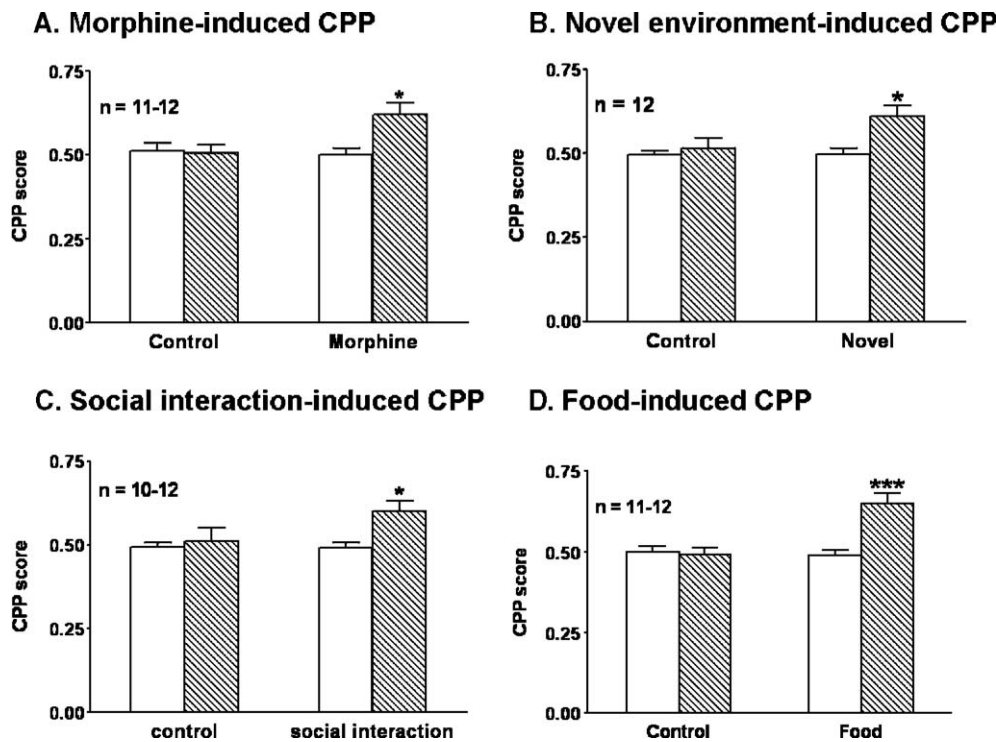 A. Morphine-induced CPP
0.75
n = 11-12
*
0.50
CPP score
0.25
0.00
Control Morphine
B. Novel environment-induced CPP
0.75
n = 12
*
0.50
CPP score
0.25
0.00
Control Novel
C. Social interaction-induced CPP
0.75
n = 10-12
*
0.50
CPP score
0.25
0.00
control social interaction
D. Food-induced CPP
0.75
***
n = 11-12
0.50
CPP score
0.25
0.00
Control Food